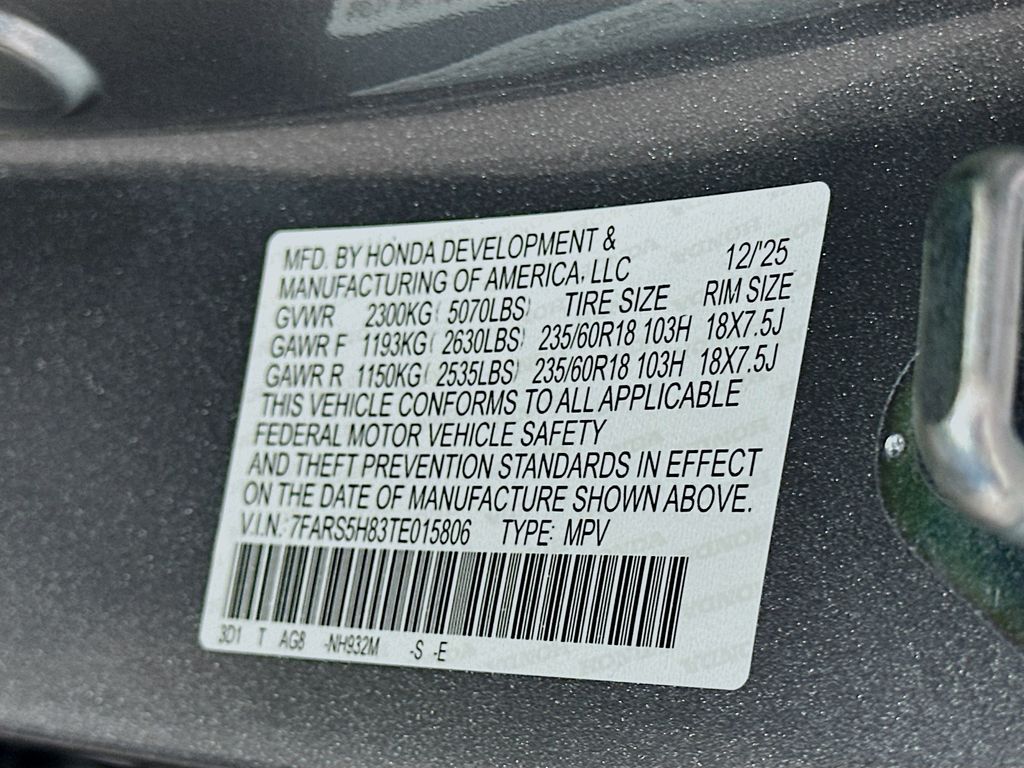 MFD. BY HONDA DEVELOPMENT &
MANUFACTURING OF AMERICA, LLC 12/'25
GVWR 2300KG( 5070LBS) TIRE SIZE RIM SIZE
GAWR F 1193KG( 2630LBS) 235/60R18 103H 18X7.5J
GAWR R 1150KG( 2535LBS) 235/60R18 103H 18X7.5J
THIS VEHICLE CONFORMS TO ALL APPLICABLE
FEDERAL MOTOR VEHICLE SAFETY
AND THEFT PREVENTION STANDARDS IN EFFECT
ON THE DATE OF MANUFACTURE SHOWN ABOVE.
V.I.N.: 7FARS5H83TE015806 TYPE: MPV
3D1 T AG8 -NH932M -S -E